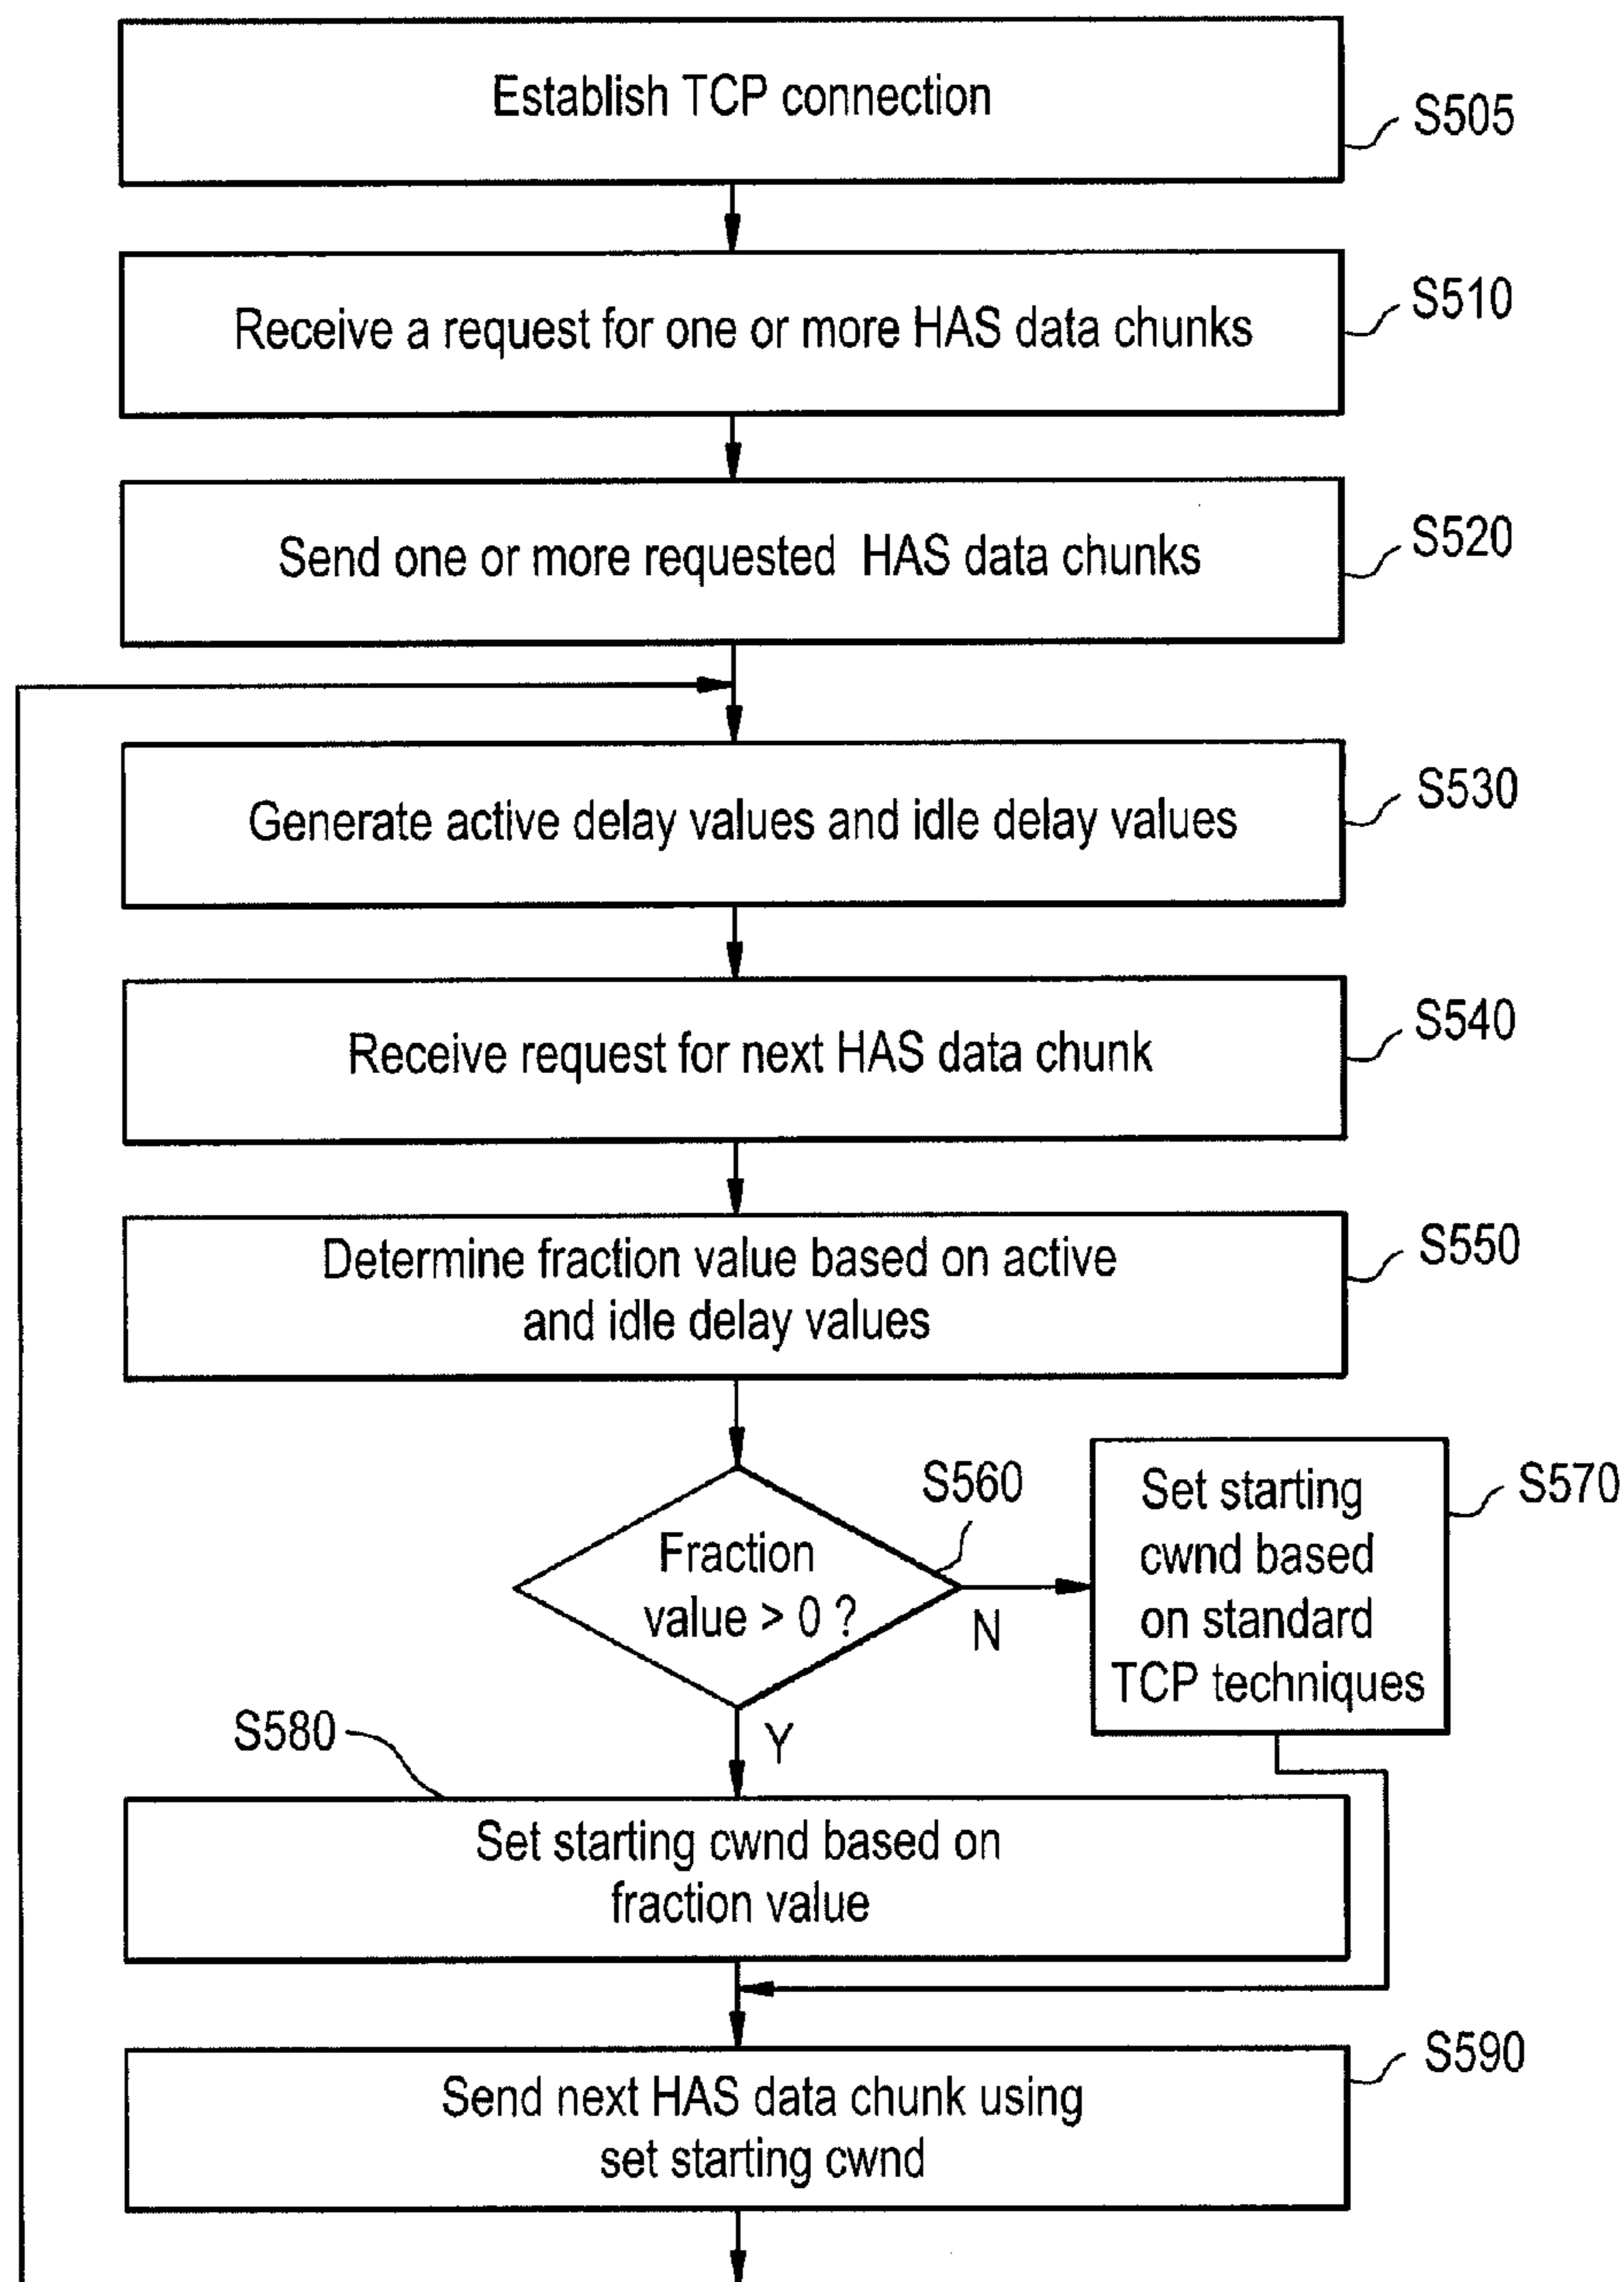 Establish TCP connection
S505
Receive a request for one or more HAS data chunks
S510
Send one or more requested HAS data chunks
S520
Generate active delay values and idle delay values
S530
Receive request for next HAS data chunk
S540
Determine fraction value based on active
and idle delay values
S550
Fraction
value > 0 ?
S560
N
Y
Set starting
cwnd based
on standard
TCP techniques
S570
S580
Set starting cwnd based on
fraction value
Send next HAS data chunk using
set starting cwnd
S590